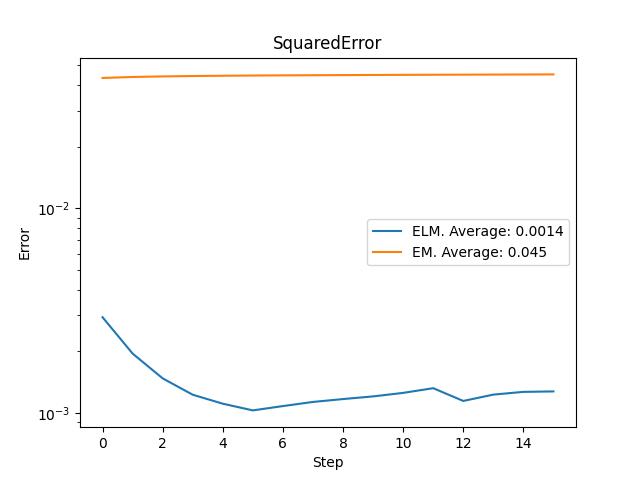 SquaredError
Error
10⁻²
10⁻³
ELM. Average: 0.0014
EM. Average: 0.045
0 2 4 6 8 10 12 14
Step